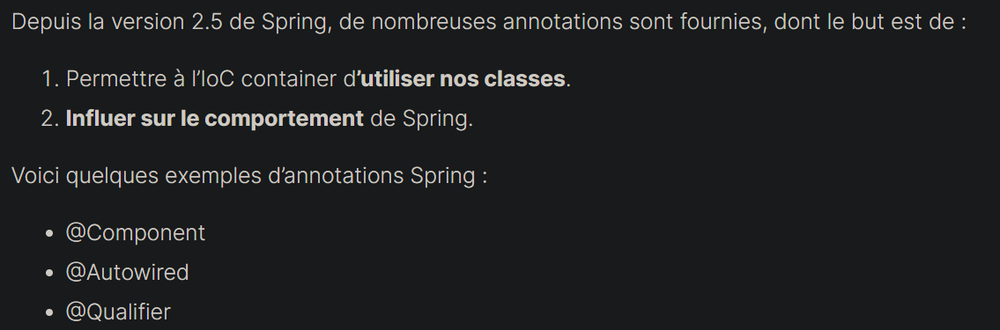 Depuis la version 2.5 de Spring, de nombreuses annotations sont fournies, dont le but est de :
1. Permettre à l’IoC container d’utiliser nos classes.
2. Influer sur le comportement de Spring.
Voici quelques exemples d’annotations Spring :
• @Component
• @Autowired
• @Qualifier